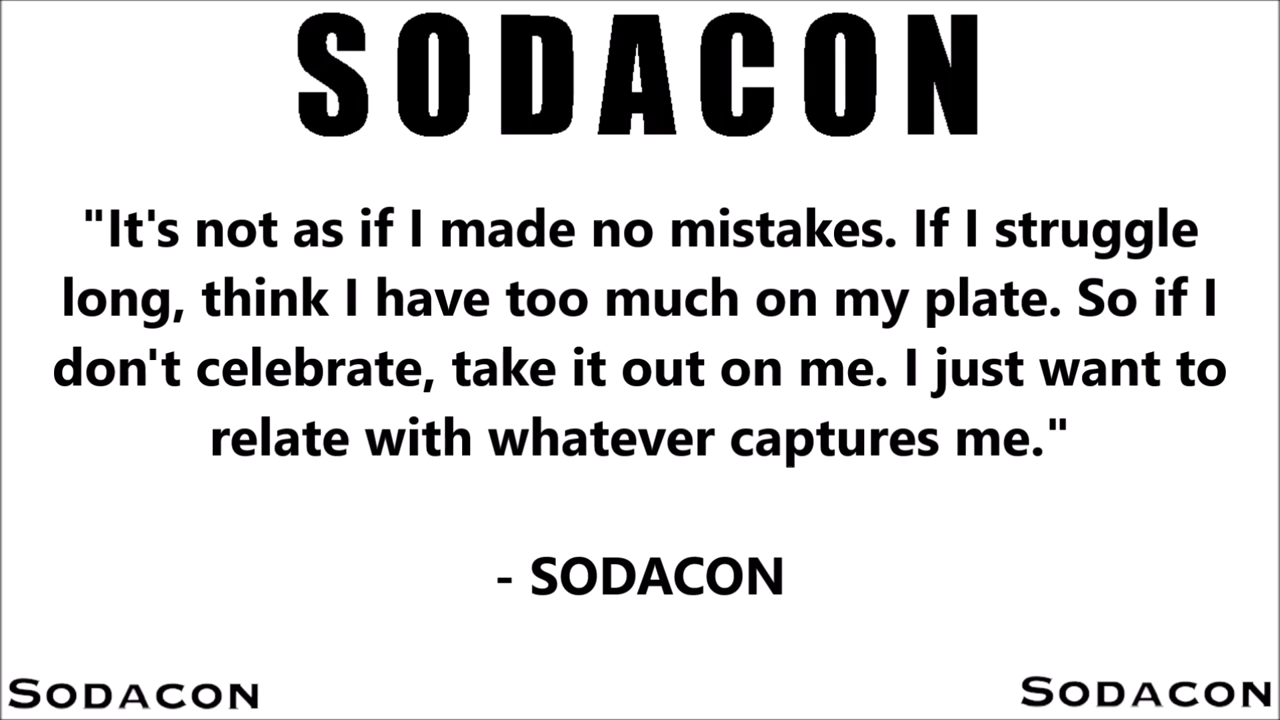 SODACON
"It's not as if I made no mistakes. If I struggle
long, think I have too much on my plate. So if I
don't celebrate, take it out on me. I just want to
relate with whatever captures me."
- SODACON
SODACON
SODACON